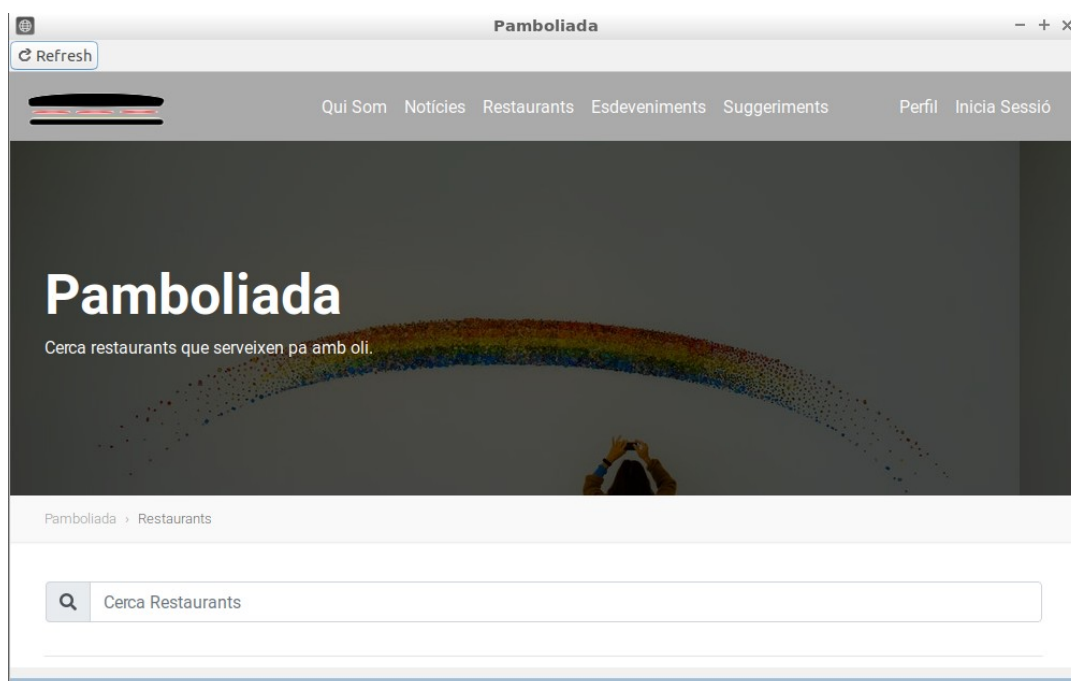 Pamboliada
Refresh
Qui Som Notícies Restaurants Esdeveniments Suggeriments Perfil Inicia Sessió
Pamboliada
Cerca restaurants que serveixen pa amb oli.
Pamboliada › Restaurants
Cerca Restaurants